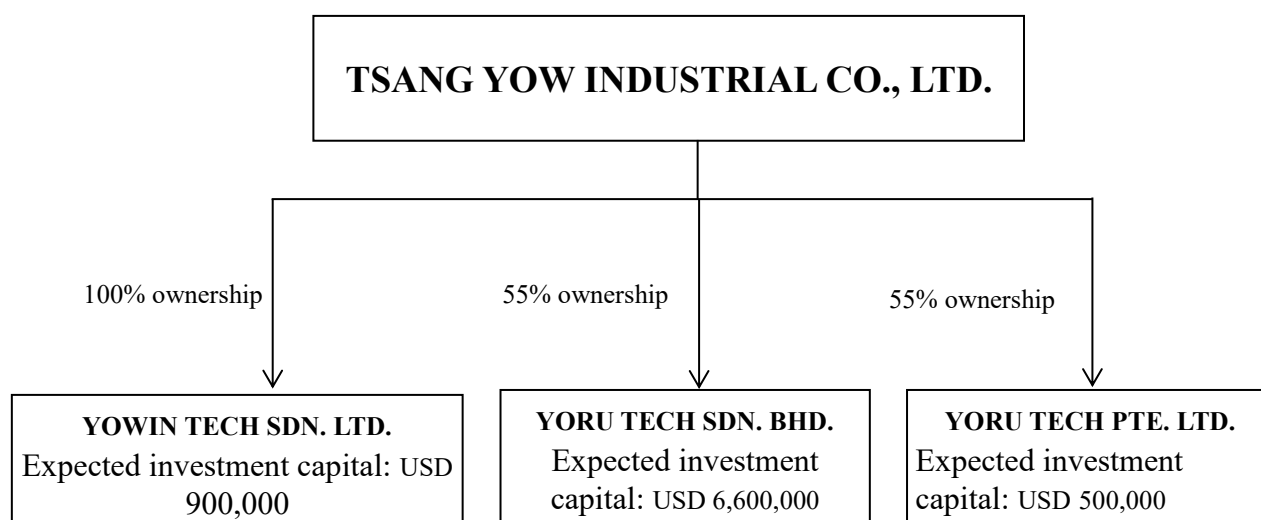 TSANG YOW INDUSTRIAL CO., LTD.
100% ownership
55% ownership
55% ownership
YOWIN TECH SDN. LTD.
Expected investment capital: USD
900,000
YORU TECH SDN. BHD.
Expected investment
capital: USD 6,600,000
YORU TECH PTE. LTD.
Expected investment
capital: USD 500,000